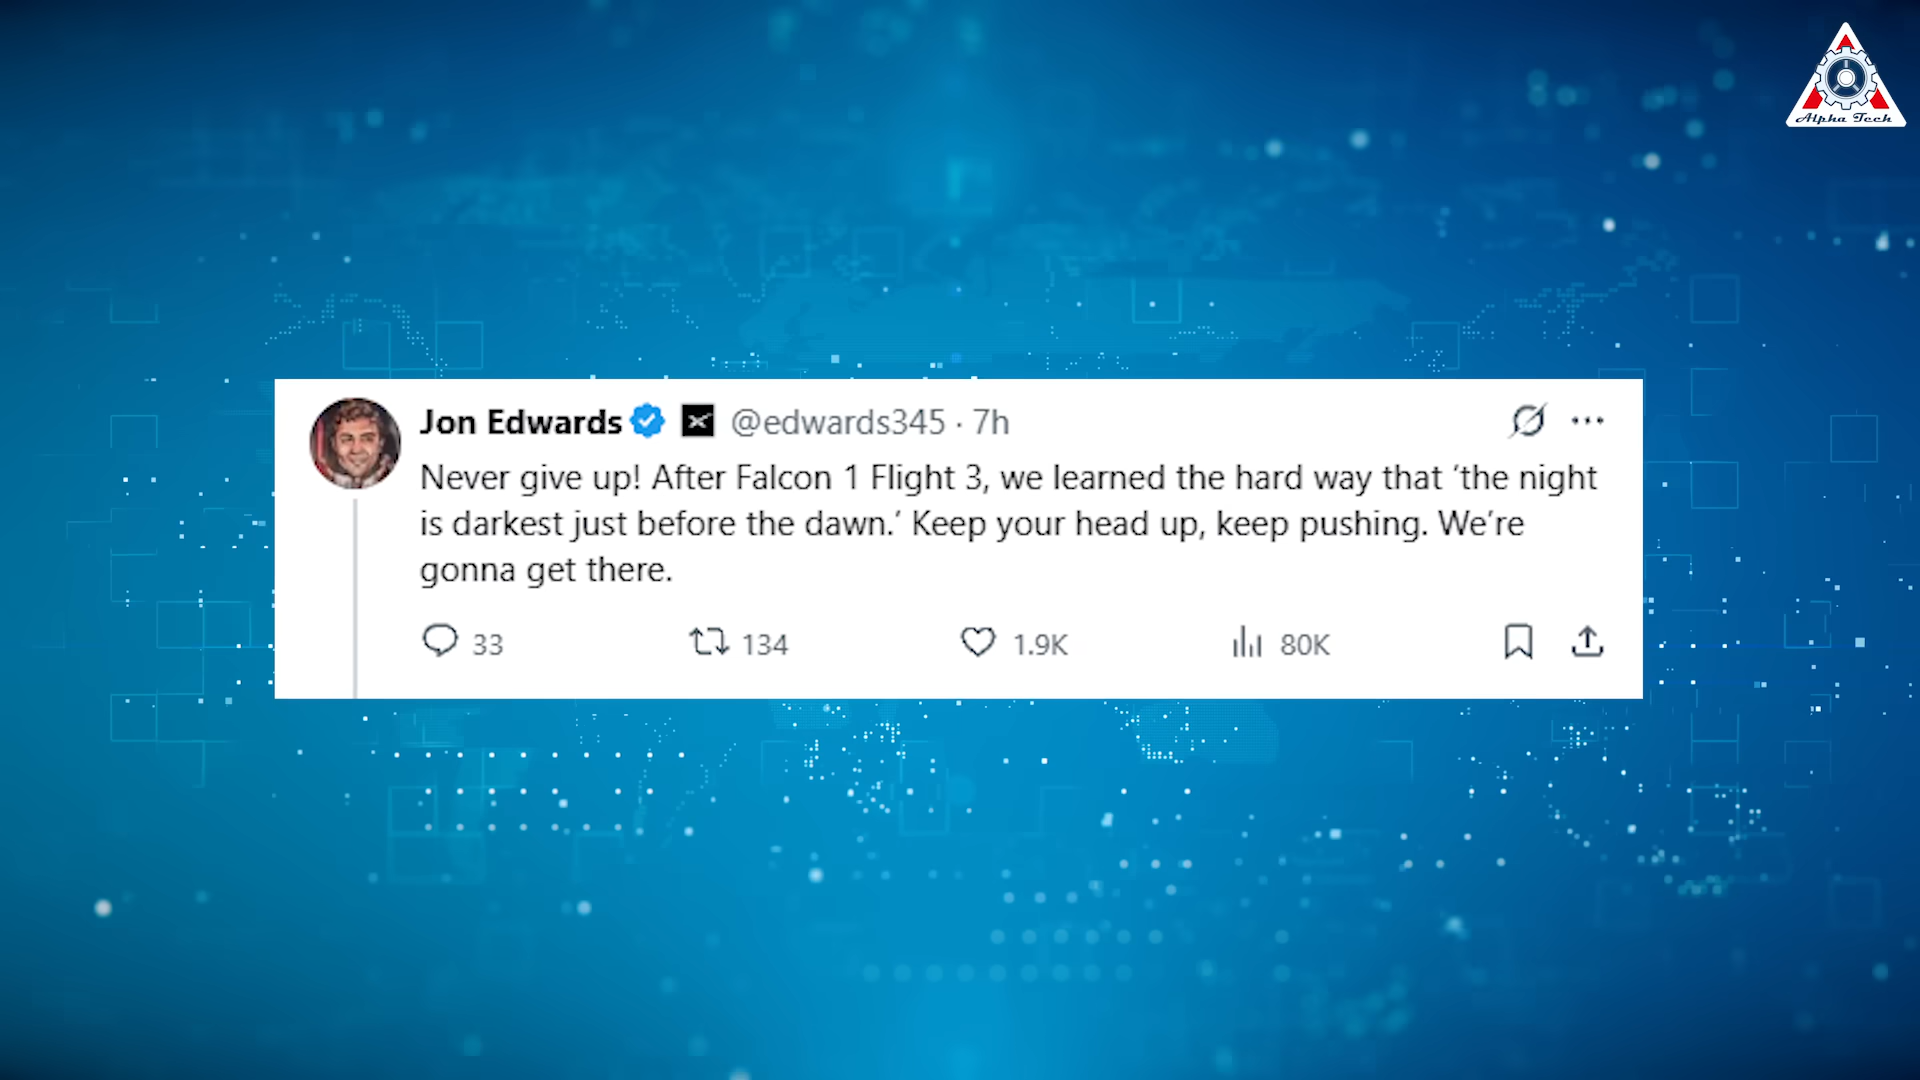 Alpha Tech
Jon Edwards @edwards345 · 7h
Never give up! After Falcon 1 Flight 3, we learned the hard way that ‘the night
is darkest just before the dawn.’ Keep your head up, keep pushing. We’re
gonna get there.
33 134 1.9K 80K